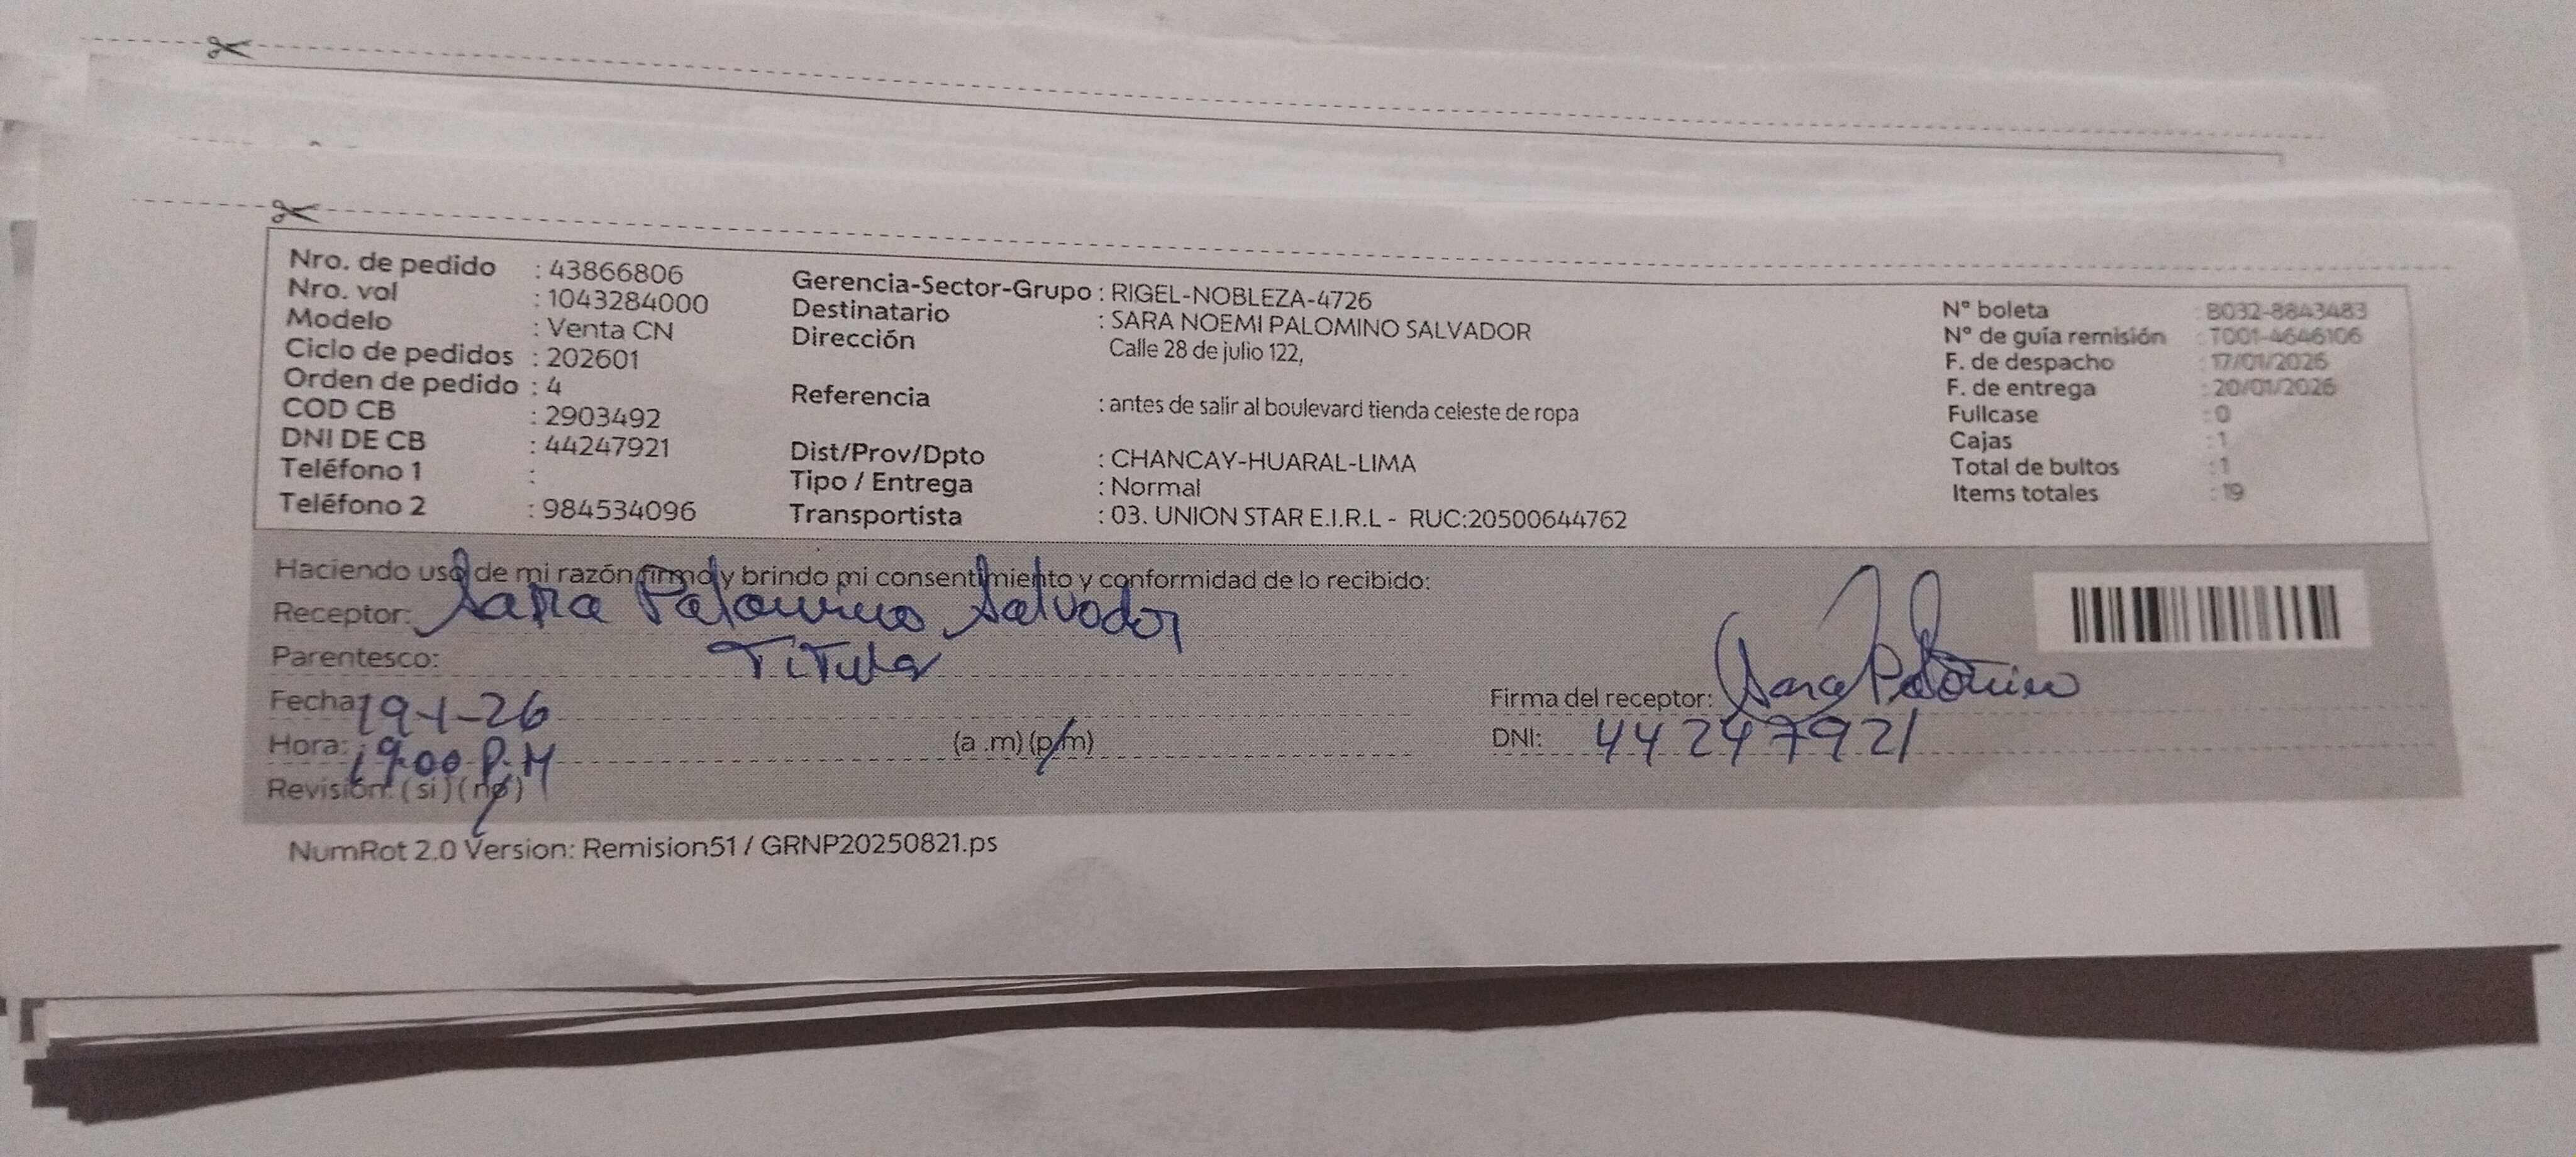 Nro. de pedido : 43866806
Nro. vol : 1043284000
Modelo : Venta CN
Ciclo de pedidos : 202601
Orden de pedido : 4
COD CB : 2903492
DNI DE CB : 44247921
Teléfono 1 :
Teléfono 2 : 984534096
Gerencia-Sector-Grupo : RIGEL-NOBLEZA-4726
Destinatario : SARA NOEMI PALOMINO SALVADOR
Dirección Calle 28 de julio 122,
Referencia : antes de salir al boulevard tienda celeste de ropa
Dist/Prov/Dpto : CHANCAY-HUARAL-LIMA
Tipo / Entrega : Normal
Transportista : 03. UNION STAR E.I.R.L - RUC:20500644762
N° boleta : B032-8843483
N° de guía remisión : T001-4646106
F. de despacho : 17/01/2026
F. de entrega : 20/01/2026
Fullcase : 0
Cajas : 1
Total de bultos : 1
Items totales : 19
Haciendo uso de mi razón firmo y brindo mi consentimiento y conformidad de lo recibido:
Receptor: Sara Palomino Salvador
Parentesco: Titular
Fecha: 19-1-26
Hora: 19:00 P.M (a .m) (p/m)
Revisión: (si) (no)
Firma del receptor: Sara Palomino
DNI: 44247921
NumRot 2.0 Version: Remision51 / GRNP20250821.ps